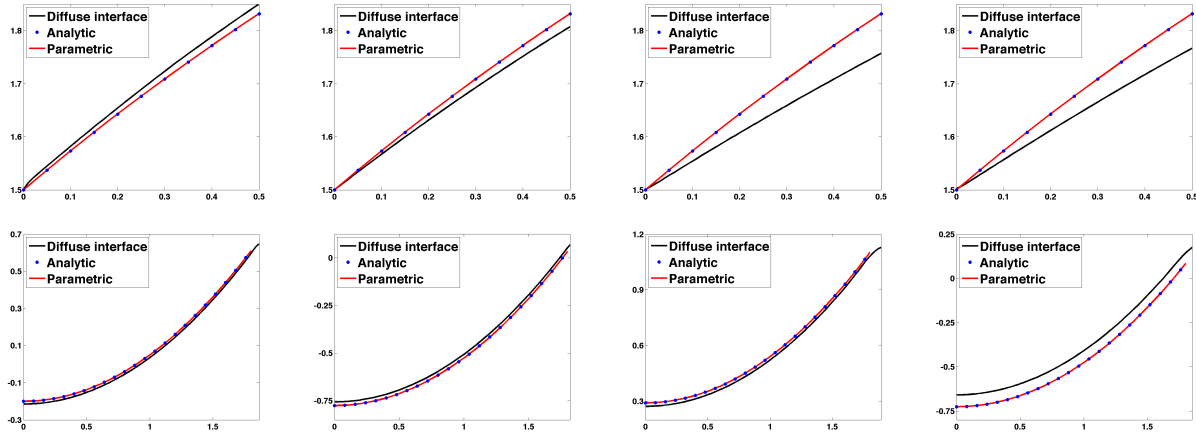 Diffuse interface
Analytic
Parametric
1.8
1.7
1.6
1.5
0 0.1 0.2 0.3 0.4 0.5
Diffuse interface
Analytic
Parametric
1.8
1.7
1.6
1.5
0 0.1 0.2 0.3 0.4 0.5
Diffuse interface
Analytic
Parametric
1.8
1.7
1.6
1.5
0 0.1 0.2 0.3 0.4 0.5
Diffuse interface
Analytic
Parametric
1.8
1.7
1.6
1.5
0 0.1 0.2 0.3 0.4 0.5
0.7
Diffuse interface
Analytic
Parametric
0.5
0.3
0.1
-0.1
-0.3
0 0.5 1 1.5
Diffuse interface
Analytic
Parametric
0
-0.25
-0.5
-0.75
0 0.5 1 1.5
1.2
Diffuse interface
Analytic
Parametric
0.9
0.6
0.3
0 0.5 1 1.5
0.25
Diffuse interface
Analytic
Parametric
0
-0.25
-0.5
-0.75
0 0.5 1 1.5